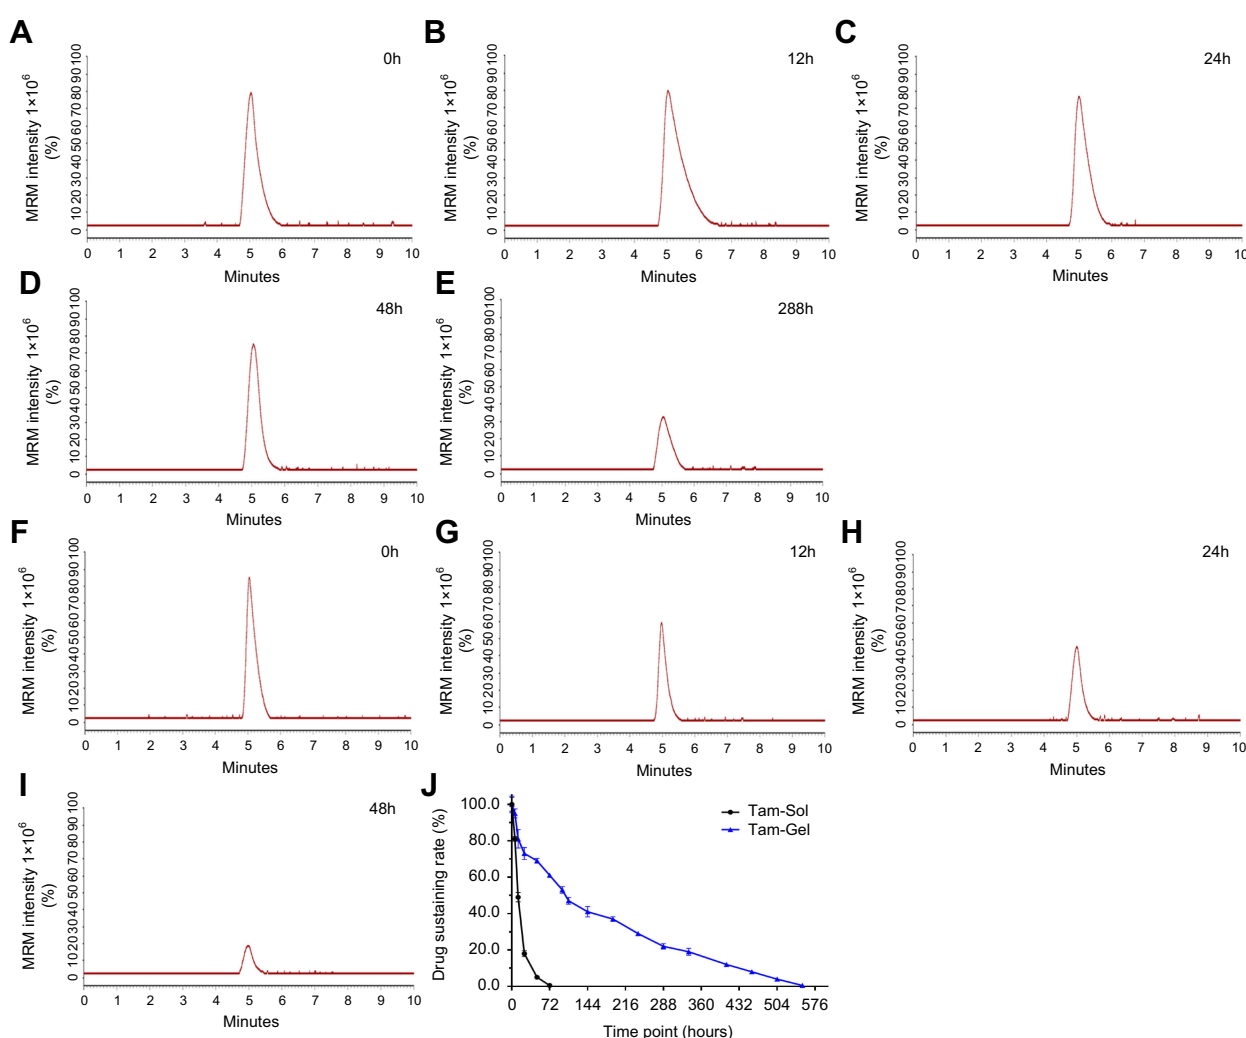 A
0h
MRM intensity 1×10⁶
(%)
0 10 20 30 40 50 60 70 80 90 100
0 1 2 3 4 5 6 7 8 9 10
Minutes
B
12h
MRM intensity 1×10⁶
(%)
0 10 20 30 40 50 60 70 80 90 100
0 1 2 3 4 5 6 7 8 9 10
Minutes
C
24h
MRM intensity 1×10⁶
(%)
0 10 20 30 40 50 60 70 80 90 100
0 1 2 3 4 5 6 7 8 9 10
Minutes
D
48h
MRM intensity 1×10⁶
(%)
0 10 20 30 40 50 60 70 80 90 100
0 1 2 3 4 5 6 7 8 9 10
Minutes
E
288h
MRM intensity 1×10⁶
(%)
0 10 20 30 40 50 60 70 80 90 100
0 1 2 3 4 5 6 7 8 9 10
Minutes
F
0h
MRM intensity 1×10⁶
(%)
0 10 20 30 40 50 60 70 80 90 100
0 1 2 3 4 5 6 7 8 9 10
Minutes
G
12h
MRM intensity 1×10⁶
(%)
0 10 20 30 40 50 60 70 80 90 100
0 1 2 3 4 5 6 7 8 9 10
Minutes
H
24h
MRM intensity 1×10⁶
(%)
0 10 20 30 40 50 60 70 80 90 100
0 1 2 3 4 5 6 7 8 9 10
Minutes
I
48h
MRM intensity 1×10⁶
(%)
0 10 20 30 40 50 60 70 80 90 100
0 1 2 3 4 5 6 7 8 9 10
Minutes
J
Drug sustaining rate (%)
100.0
80.0
60.0
40.0
20.0
0.0
Tam-Sol
Tam-Gel
0 72 144 216 288 360 432 504 576
Time point (hours)